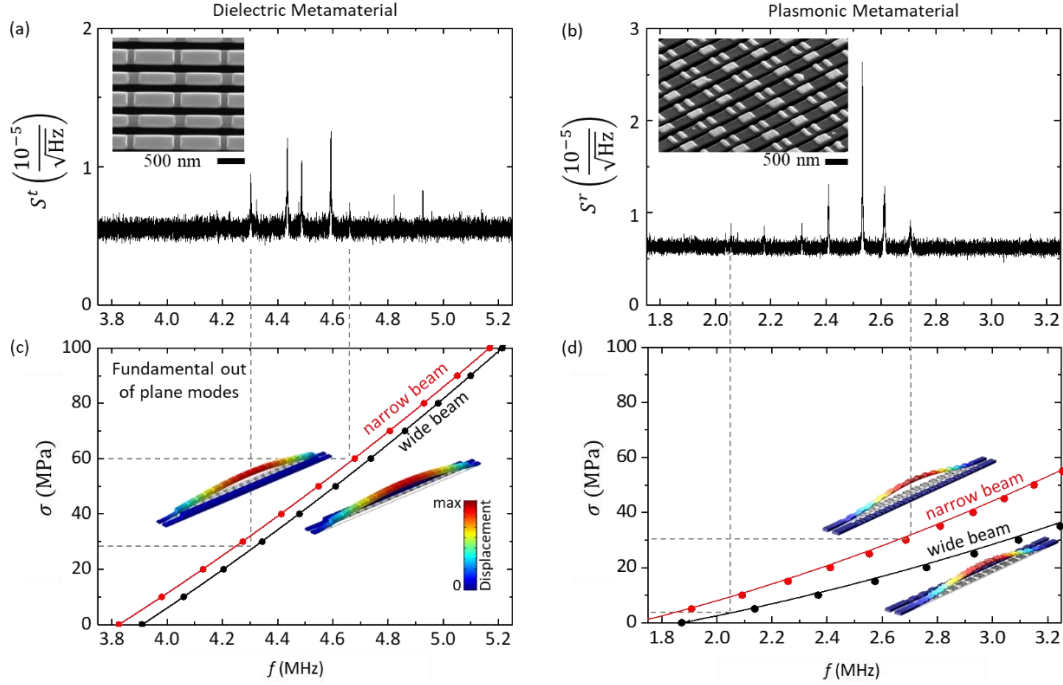 Dielectric Metamaterial
Plasmonic Metamaterial
(a)
2
1
0
S^t (10^-5/√Hz)
500 nm
3.8 4.0 4.2 4.4 4.6 4.8 5.0 5.2
(b)
3
2
1
0
S^r (10^-5/√Hz)
500 nm
1.8 2.0 2.2 2.4 2.6 2.8 3.0 3.2
(c)
100
80
60
40
20
0
σ (MPa)
Fundamental out
of plane modes
narrow beam
wide beam
max
0
Displacement
3.8 4.0 4.2 4.4 4.6 4.8 5.0 5.2
f (MHz)
(d)
100
80
60
40
20
0
σ (MPa)
narrow beam
wide beam
1.8 2.0 2.2 2.4 2.6 2.8 3.0 3.2
f (MHz)